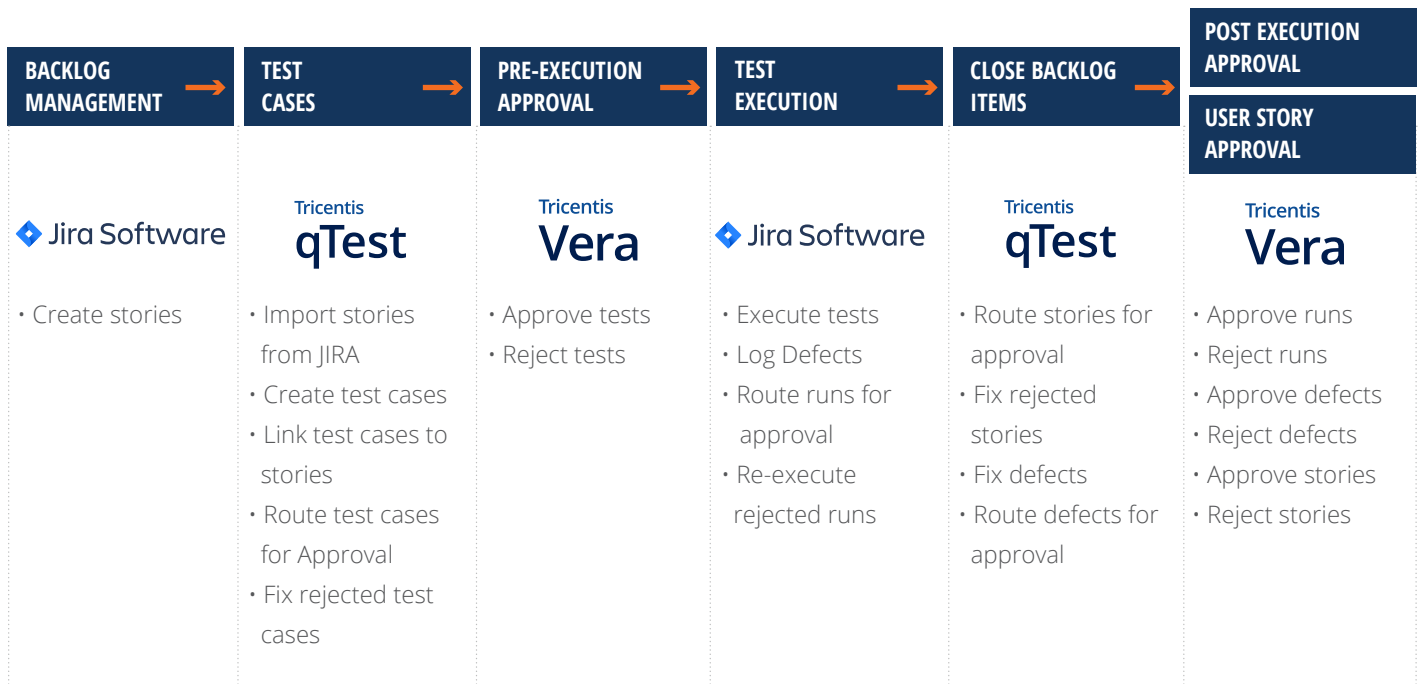 BACKLOG
MANAGEMENT
Jira Software
• Create stories
TEST
CASES
Tricentis
qTest
• Import stories
from JIRA
• Create test cases
• Link test cases to
stories
• Route test cases
for Approval
• Fix rejected test
cases
PRE-EXECUTION
APPROVAL
Tricentis
Vera
• Approve tests
• Reject tests
TEST
EXECUTION
Jira Software
• Execute tests
• Log Defects
• Route runs for
approval
• Re-execute
rejected runs
CLOSE BACKLOG
ITEMS
Tricentis
qTest
• Route stories for
approval
• Fix rejected
stories
• Fix defects
• Route defects for
approval
POST EXECUTION
APPROVAL
USER STORY
APPROVAL
Tricentis
Vera
• Approve runs
• Reject runs
• Approve defects
• Reject defects
• Approve stories
• Reject stories